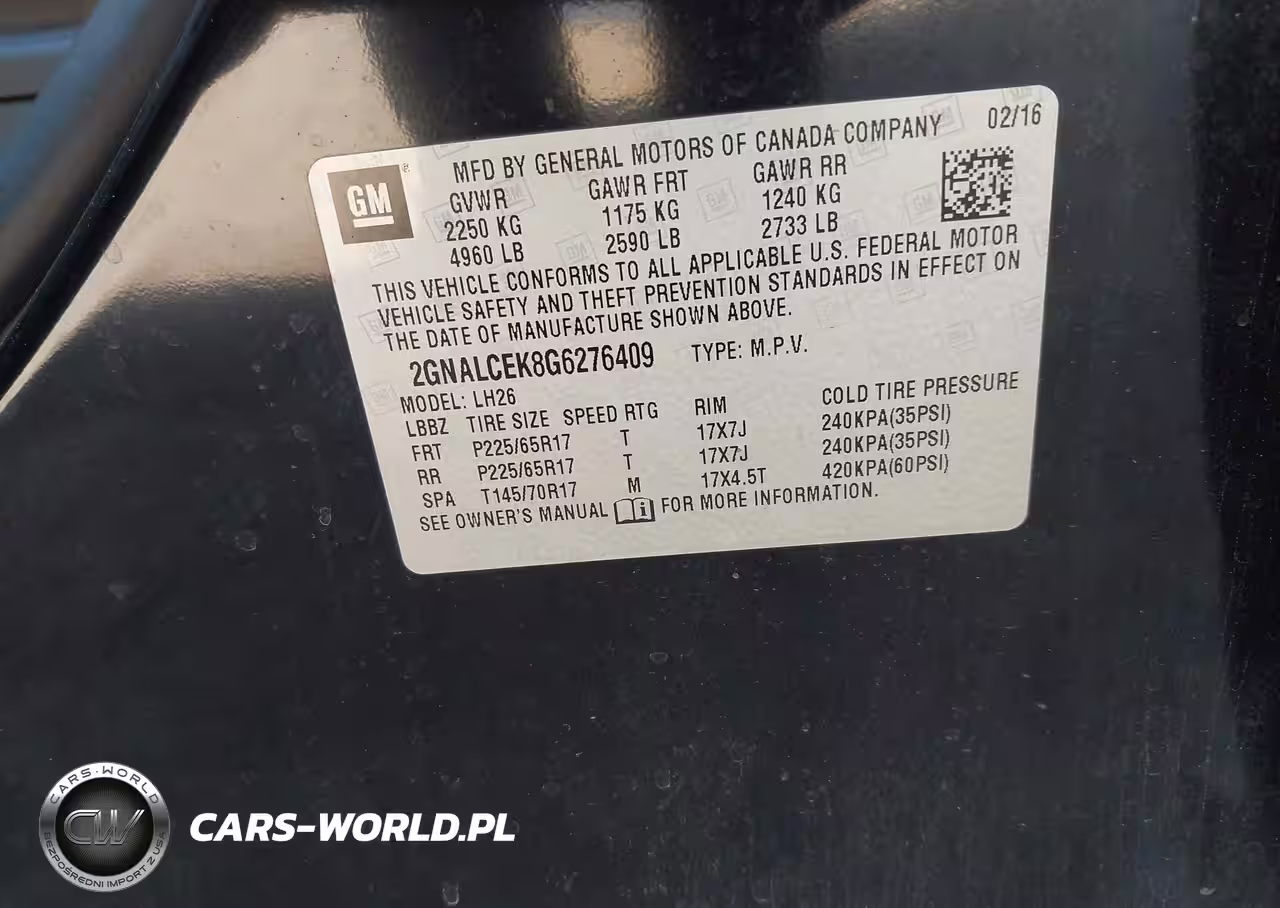 MFD BY GENERAL MOTORS OF CANADA COMPANY 02/16
GM ®
GVWR GAWR FRT GAWR RR
2250 KG 1175 KG 1240 KG
4960 LB 2590 LB 2733 LB
THIS VEHICLE CONFORMS TO ALL APPLICABLE U.S. FEDERAL MOTOR
VEHICLE SAFETY AND THEFT PREVENTION STANDARDS IN EFFECT ON
THE DATE OF MANUFACTURE SHOWN ABOVE.
2GNALCEK8G6276409 TYPE: M.P.V.
MODEL: LH26
LBBZ TIRE SIZE SPEED RTG RIM COLD TIRE PRESSURE
FRT P225/65R17 T 17X7J 240KPA(35PSI)
RR P225/65R17 T 17X7J 240KPA(35PSI)
SPA T145/70R17 M 17X4.5T 420KPA(60PSI)
SEE OWNER'S MANUAL i FOR MORE INFORMATION.
CARS-WORLD
CW
BEZPOŚREDNI IMPORT Z USA
CARS-WORLD.PL